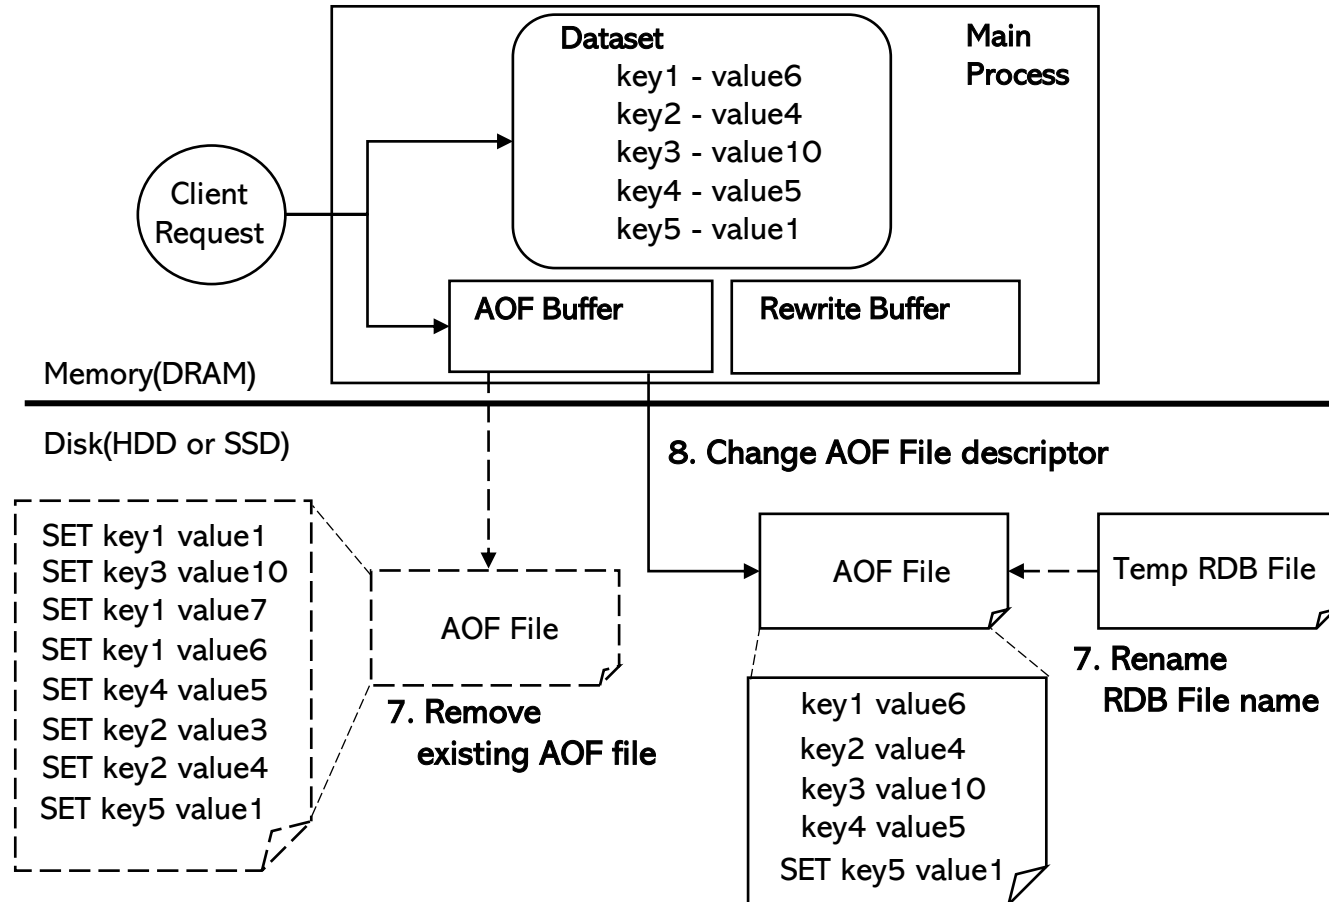 Dataset
key1 - value6
key2 - value4
key3 - value10
key4 - value5
key5 - value1
Main
Process
Client
Request
AOF Buffer
Rewrite Buffer
Memory(DRAM)
Disk(HDD or SSD)
8. Change AOF File descriptor
SET key1 value1
SET key3 value10
SET key1 value7
SET key1 value6
SET key4 value5
SET key2 value3
SET key2 value4
SET key5 value1
AOF File
7. Remove
existing AOF file
AOF File
Temp RDB File
7. Rename
RDB File name
key1 value6
key2 value4
key3 value10
key4 value5
SET key5 value1